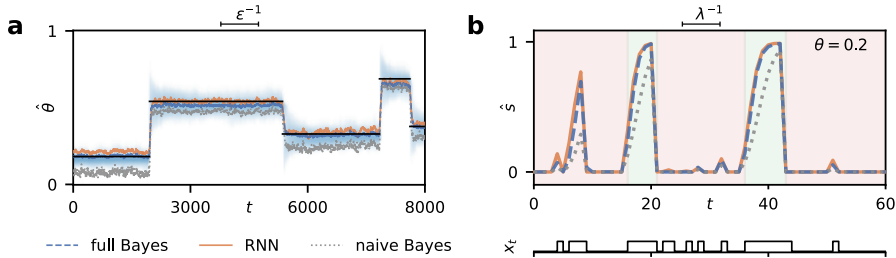 a
ε⁻¹
1
θ̂
0
0
3000
t
6000
8000
full Bayes
RNN
naive Bayes
b
λ⁻¹
1
θ = 0.2
ŝ
0
0
20
t
40
60
xₜ